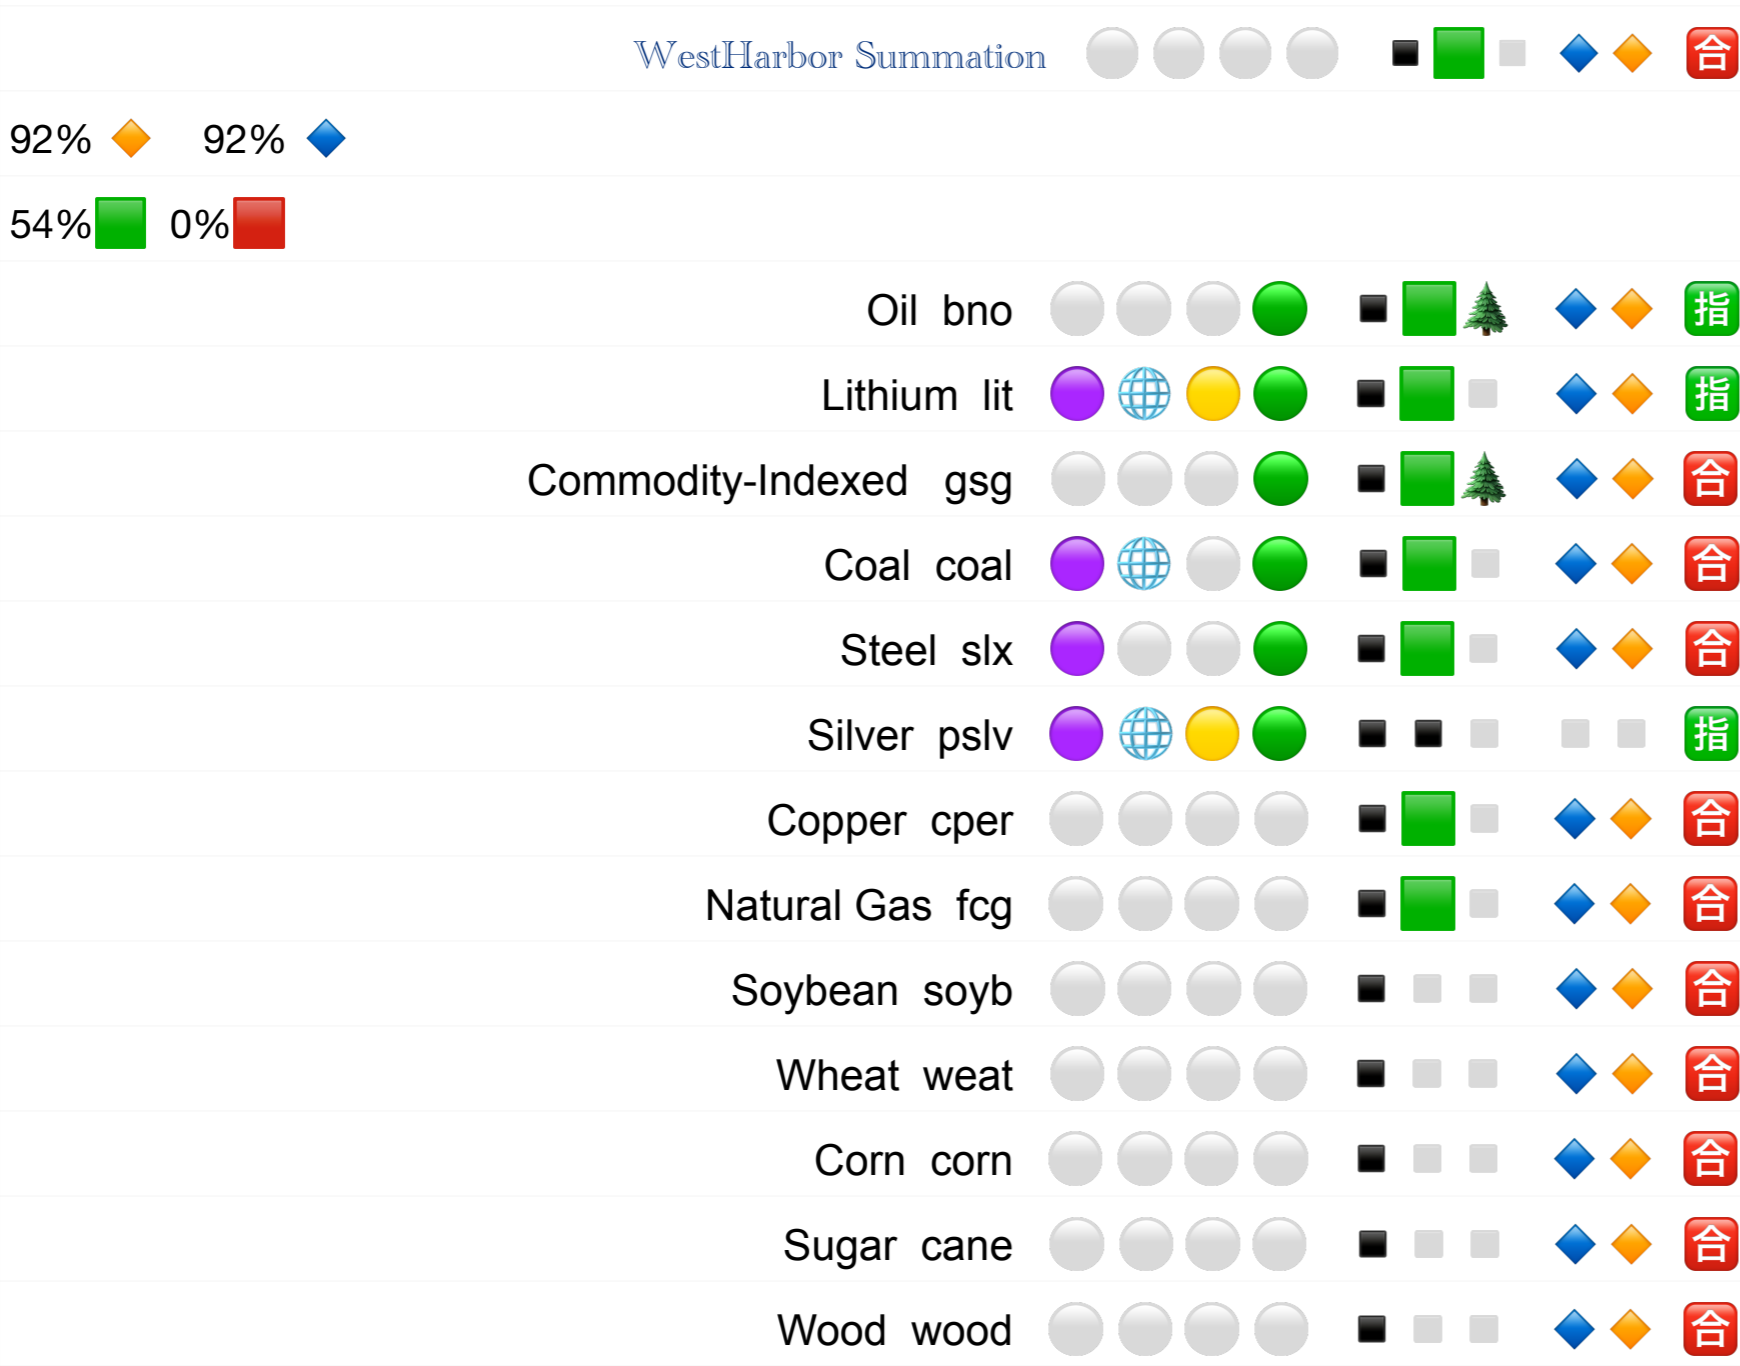 WestHarbor Summation 合
92% 92%
54% 0%
Oil bno 指
Lithium lit 指
Commodity-Indexed gsg 合
Coal coal 合
Steel slx 合
Silver pslv 指
Copper cper 合
Natural Gas fcg 合
Soybean soyb 合
Wheat weat 合
Corn corn 合
Sugar cane 合
Wood wood 合